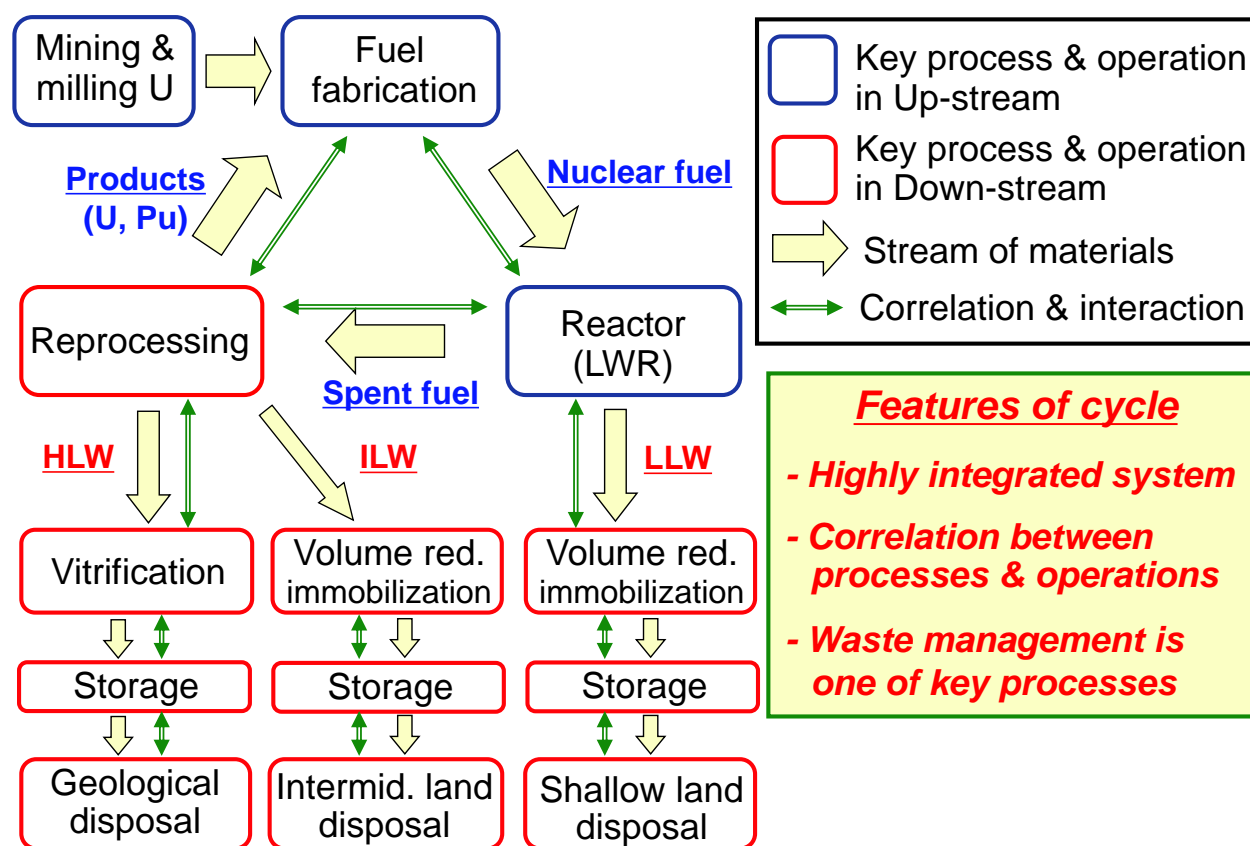 Mining &
milling U
Fuel
fabrication
Products
(U, Pu)
Nuclear fuel
Reprocessing
Reactor
(LWR)
Spent fuel
HLW
ILW
LLW
Vitrification
Volume red.
immobilization
Volume red.
immobilization
Storage
Storage
Storage
Geological
disposal
Intermid. land
disposal
Shallow land
disposal
Key process & operation
in Up-stream
Key process & operation
in Down-stream
Stream of materials
Correlation & interaction
Features of cycle
- Highly integrated system
- Correlation between
processes & operations
- Waste management is
one of key processes